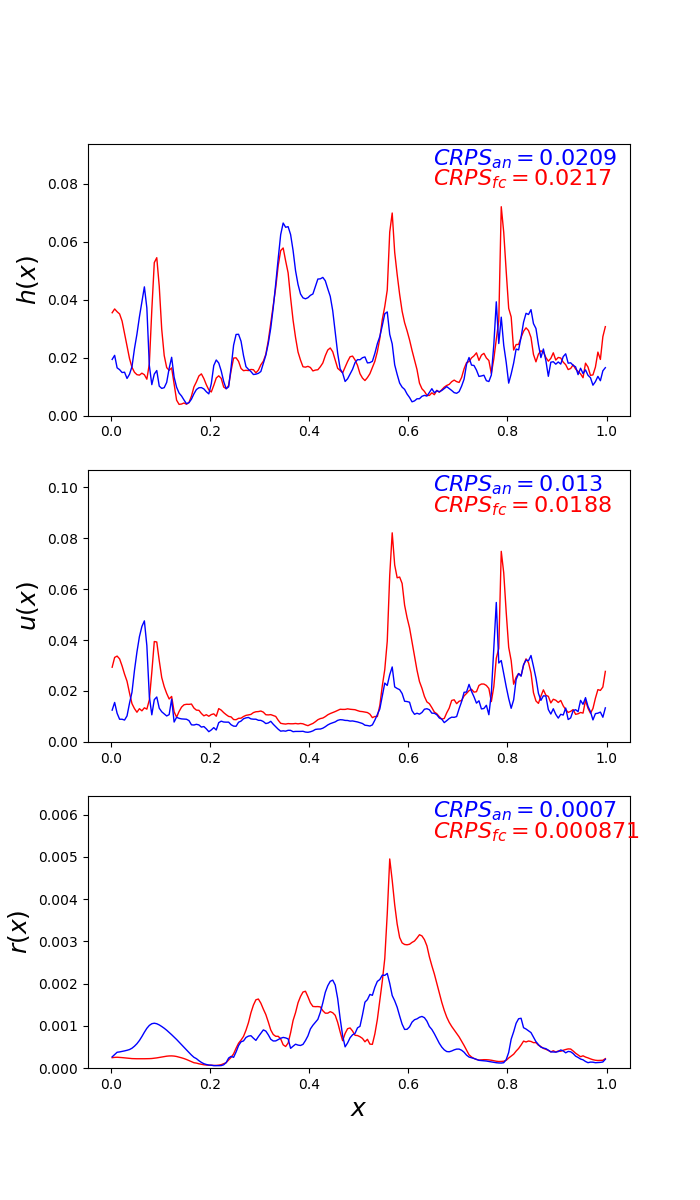 CRPS_an = 0.0209
CRPS_fc = 0.0217
0.08
0.06
0.04
0.02
0.00
h(x)
0.0 0.2 0.4 0.6 0.8 1.0
CRPS_an = 0.013
CRPS_fc = 0.0188
0.10
0.08
0.06
0.04
0.02
0.00
u(x)
0.0 0.2 0.4 0.6 0.8 1.0
CRPS_an = 0.0007
CRPS_fc = 0.000871
0.006
0.005
0.004
0.003
0.002
0.001
0.000
r(x)
0.0 0.2 0.4 0.6 0.8 1.0
x